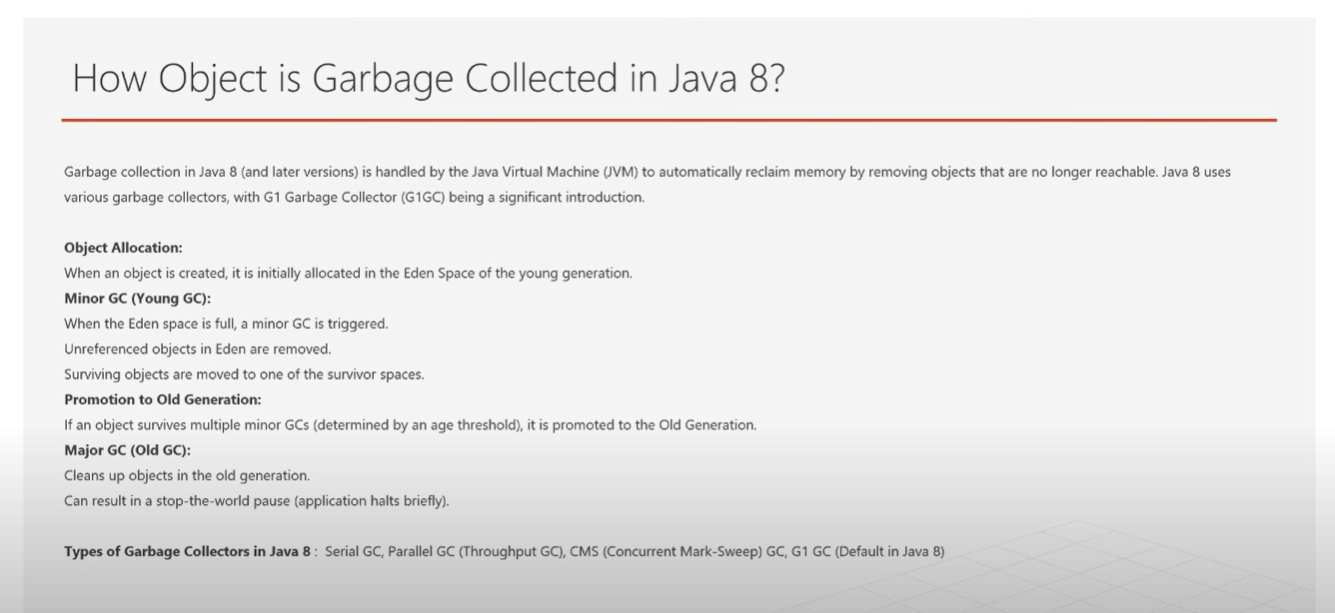 How Object is Garbage Collected in Java 8?
Garbage collection in Java 8 (and later versions) is handled by the Java Virtual Machine (JVM) to automatically reclaim memory by removing objects that are no longer reachable. Java 8 uses
various garbage collectors, with G1 Garbage Collector (G1GC) being a significant introduction.
Object Allocation:
When an object is created, it is initially allocated in the Eden Space of the young generation.
Minor GC (Young GC):
When the Eden space is full, a minor GC is triggered.
Unreferenced objects in Eden are removed.
Surviving objects are moved to one of the survivor spaces.
Promotion to Old Generation:
If an object survives multiple minor GCs (determined by an age threshold), it is promoted to the Old Generation.
Major GC (Old GC):
Cleans up objects in the old generation.
Can result in a stop-the-world pause (application halts briefly).
Types of Garbage Collectors in Java 8 : Serial GC, Parallel GC (Throughput GC), CMS (Concurrent Mark-Sweep) GC, G1 GC (Default in Java 8)